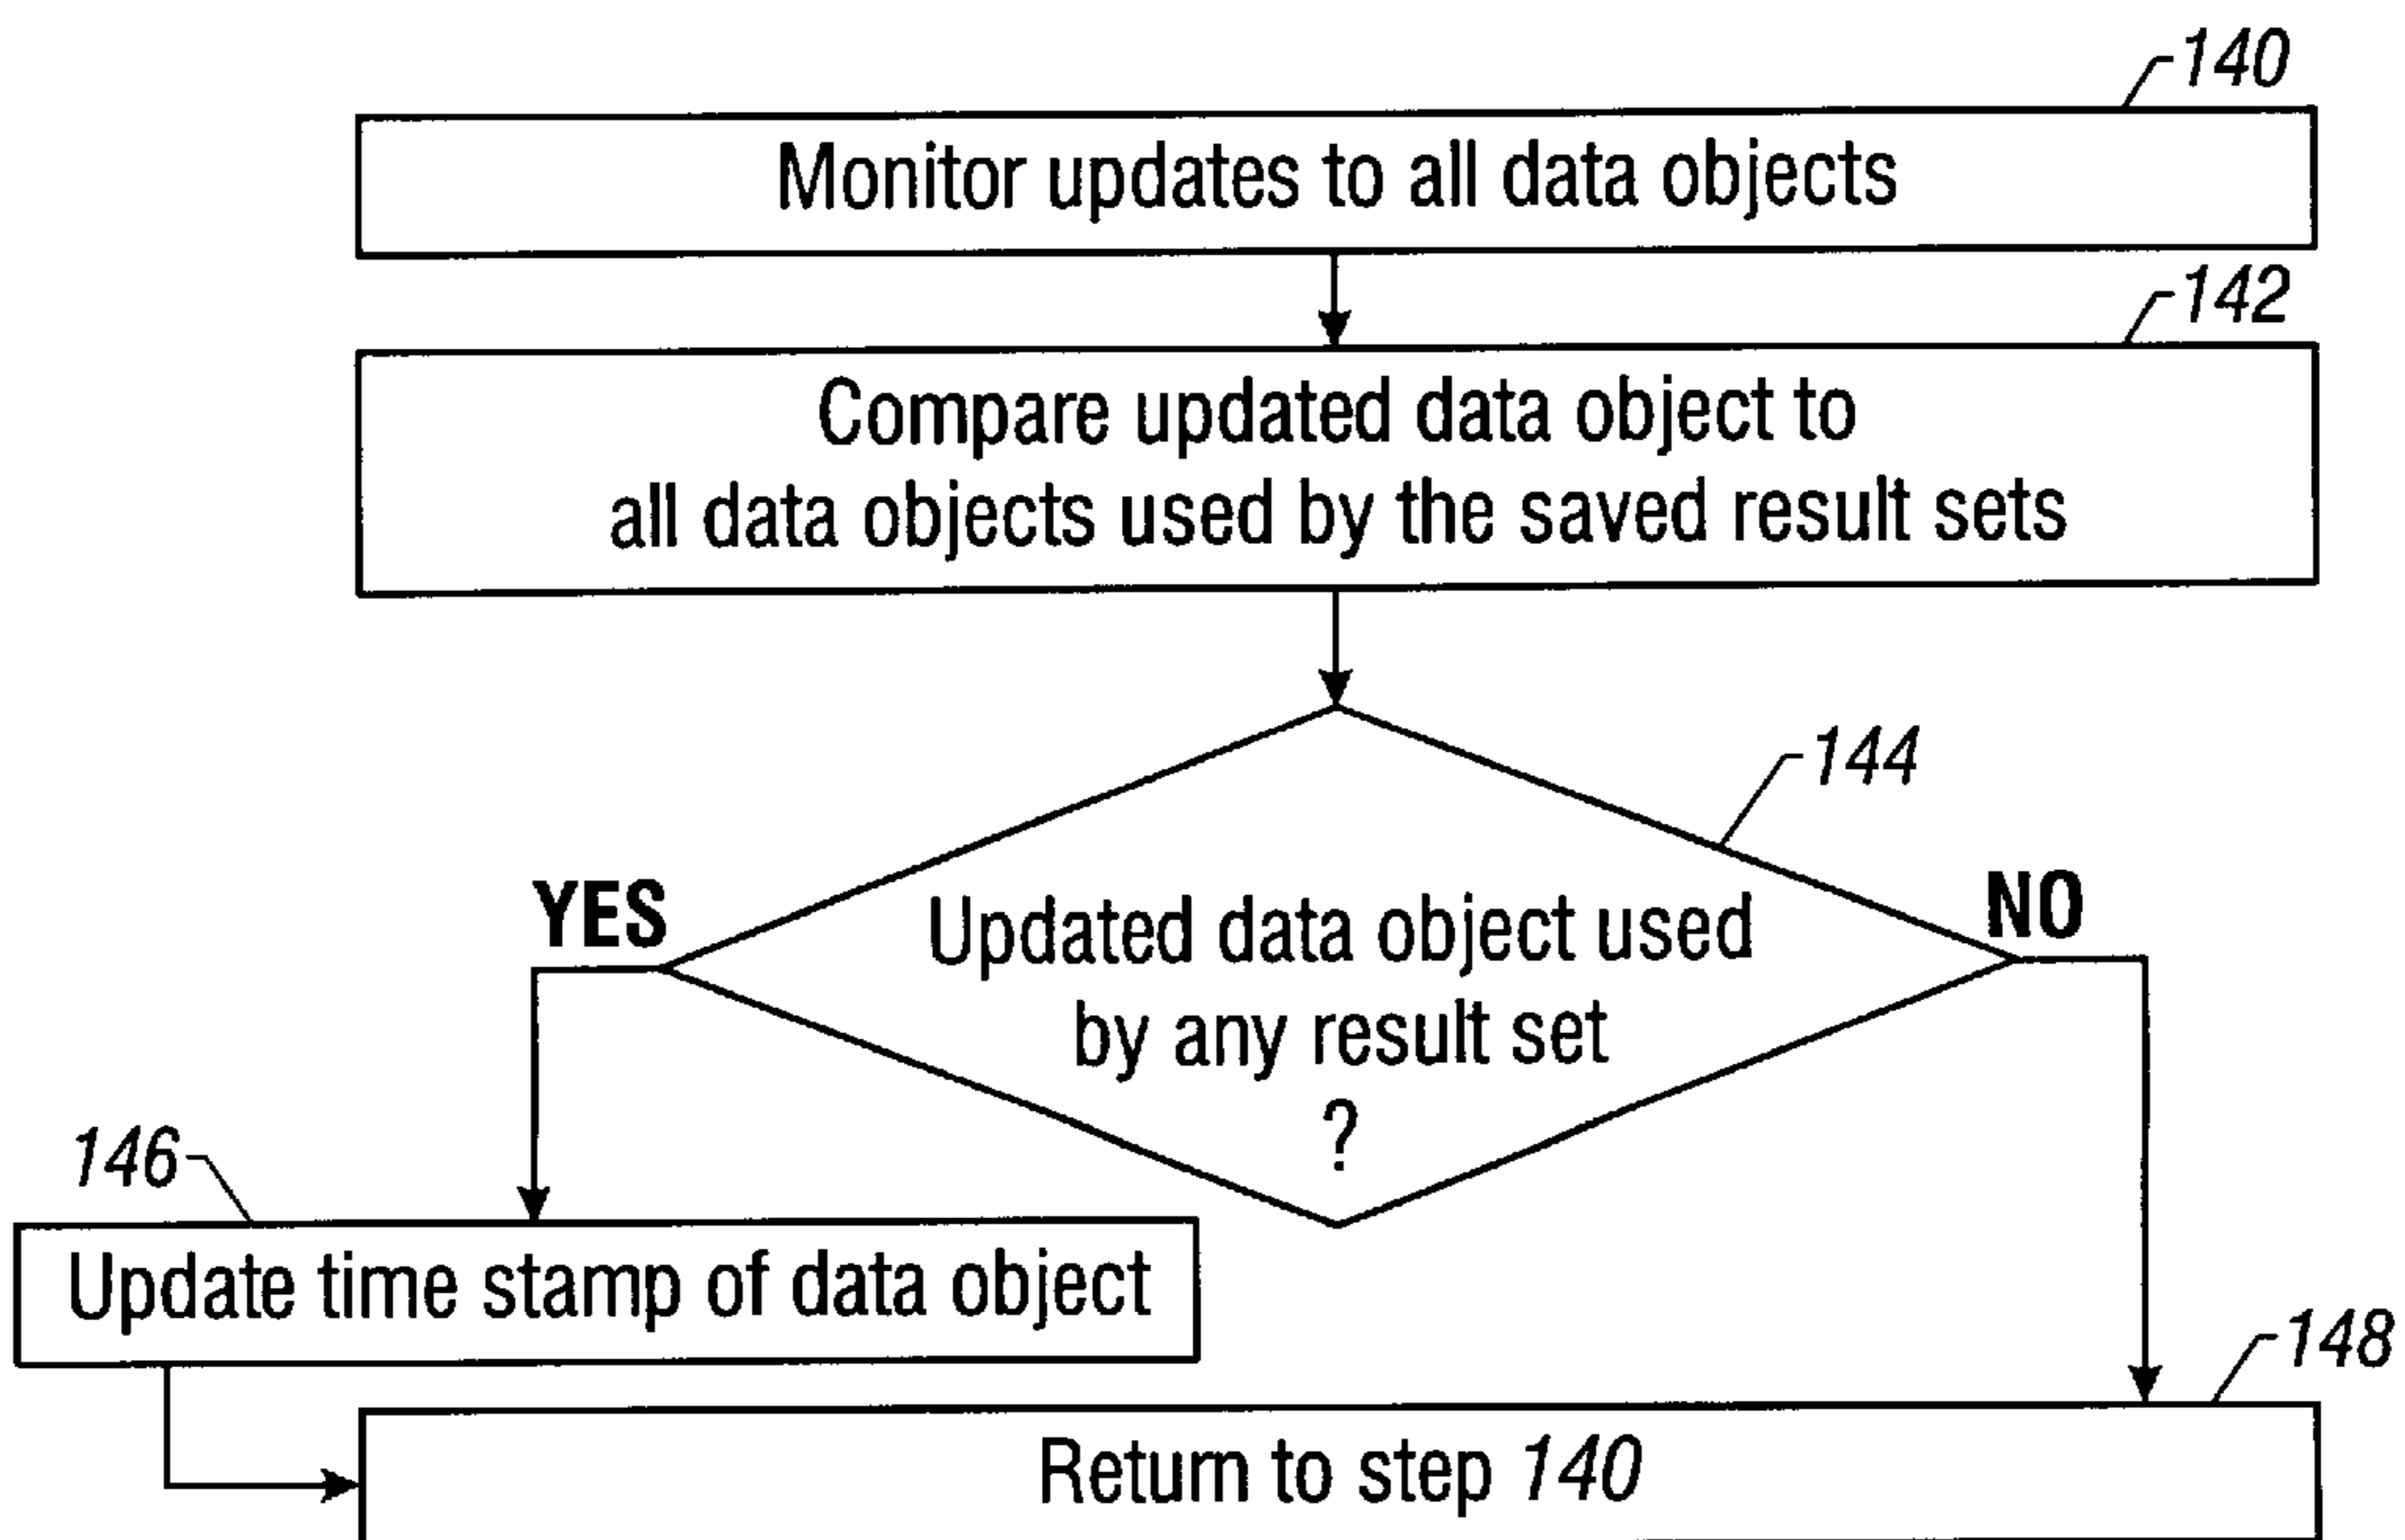 140
Monitor updates to all data objects
142
Compare updated data object to
all data objects used by the saved result sets
144
YES
NO
Updated data object used
by any result set
?
146
Update time stamp of data object
148
Return to step 140